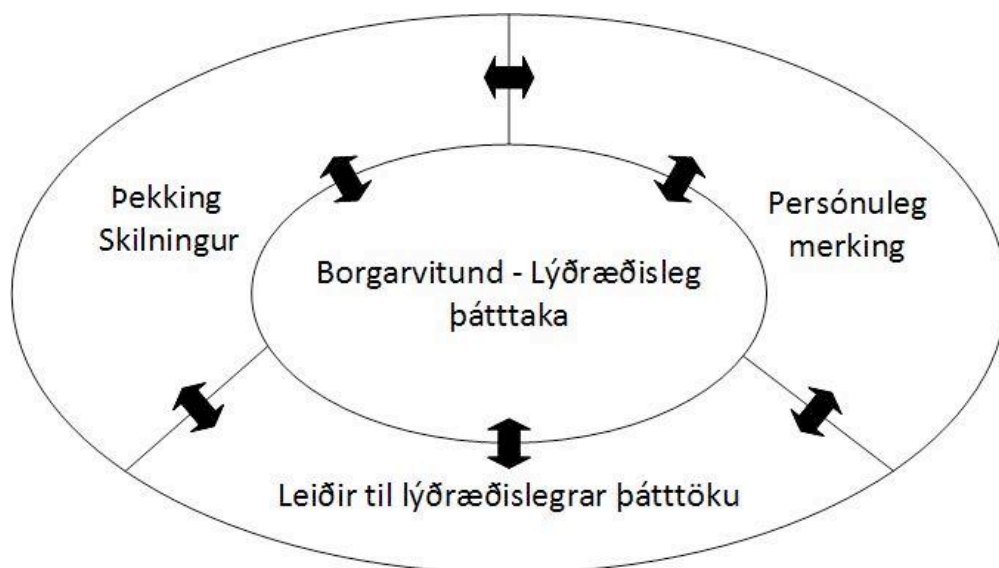 Þekking
Skilningur
Persónuleg
merking
Borgarvitund - Lýðræðisleg
þátttaka
Leiðir til lýðræðislegrar þátttöku